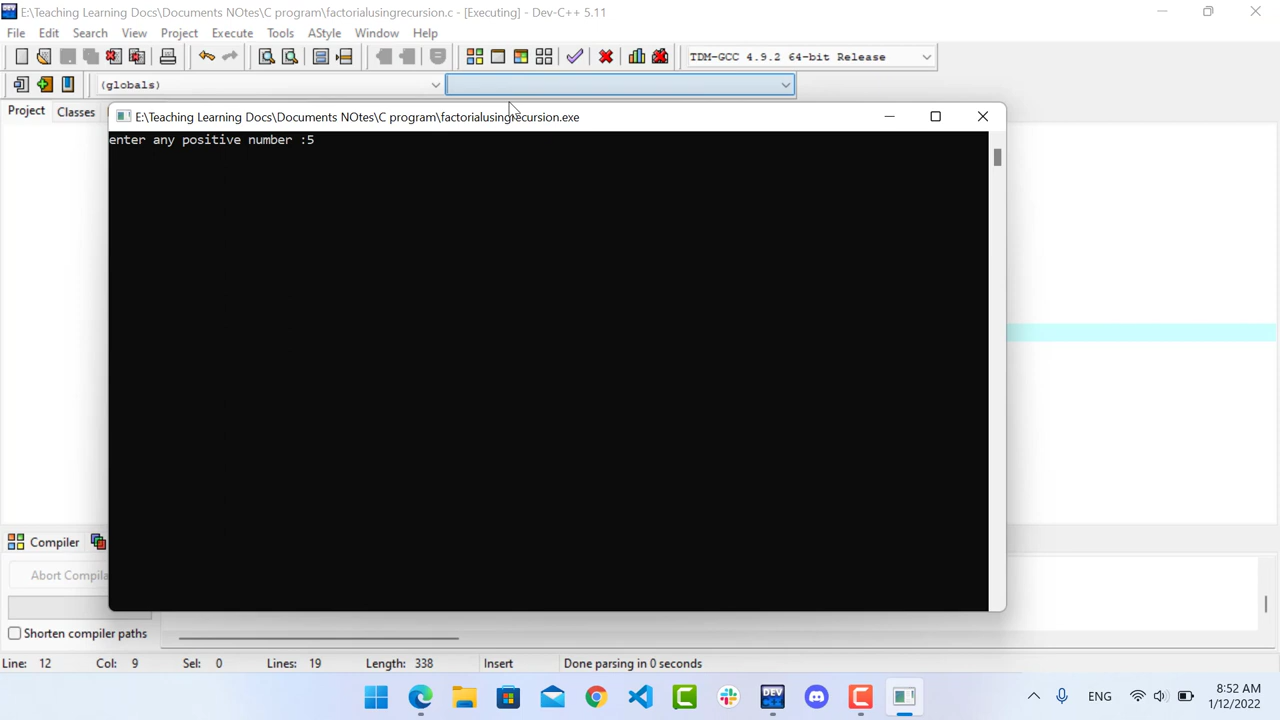 E:\Teaching Learning Docs\Documents NOtes\C program\factorialusingrecursion.c - [Executing] - Dev-C++ 5.11
File Edit Search View Project Execute Tools AStyle Window Help
TDM-GCC 4.9.2 64-bit Release
(globals)
Project Classes
E:\Teaching Learning Docs\Documents NOtes\C program\factorialusingrecursion.exe
enter any positive number :5
Compiler
Abort Compila
Shorten compiler paths
Line: 12 Col: 9 Sel: 0 Lines: 19 Length: 338 Insert Done parsing in 0 seconds
DEV
ENG
8:52 AM
1/12/2022